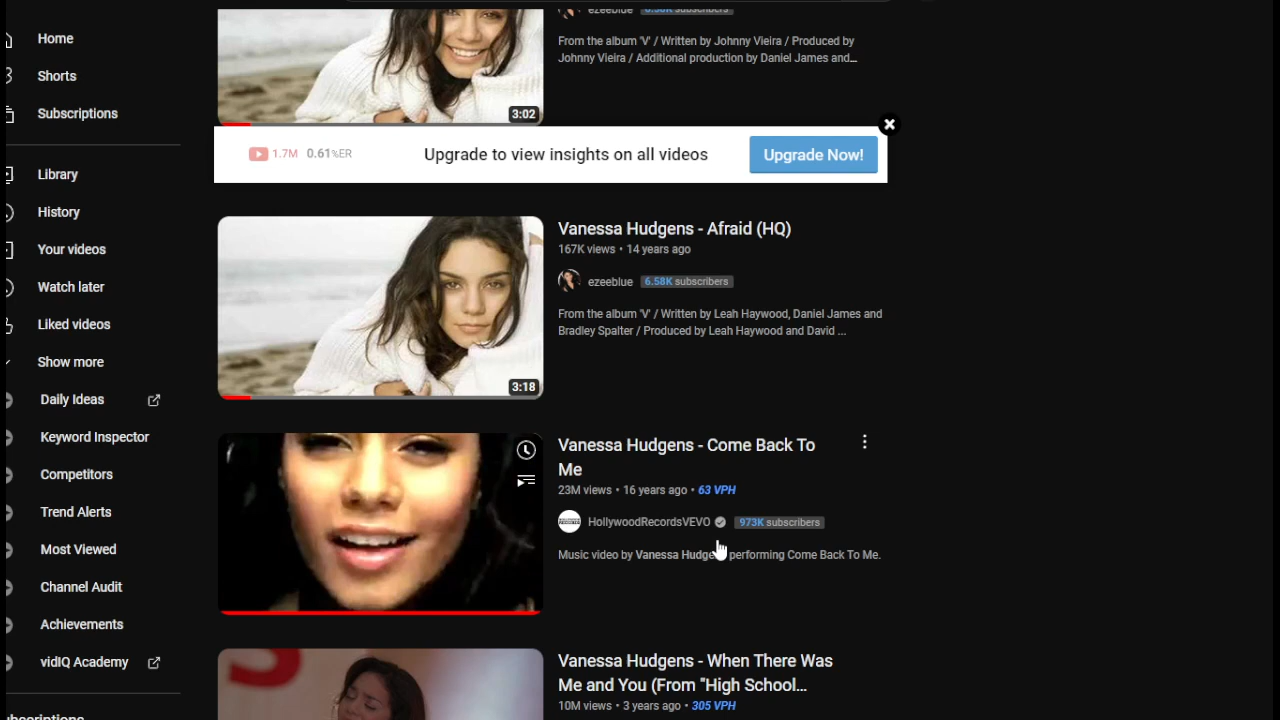 Home
Shorts
Subscriptions
Library
History
Your videos
Watch later
Liked videos
Show more
Daily Ideas
Keyword Inspector
Competitors
Trend Alerts
Most Viewed
Channel Audit
Achievements
vidIQ Academy
ezeeblue 6.58K subscribers
From the album 'V' / Written by Johnny Vieira / Produced by
Johnny Vieira / Additional production by Daniel James and...
3:02
1.7M 0.61%ER Upgrade to view insights on all videos Upgrade Now!
Vanessa Hudgens - Afraid (HQ)
167K views • 14 years ago
ezeeblue 6.58K subscribers
From the album 'V' / Written by Leah Haywood, Daniel James and
Bradley Spalter / Produced by Leah Haywood and David ...
3:18
Vanessa Hudgens - Come Back To
Me
23M views • 16 years ago • 63 VPH
HollywoodRecordsVEVO 973K subscribers
Music video by Vanessa Hudge performing Come Back To Me.
Vanessa Hudgens - When There Was
Me and You (From "High School...
10M views • 3 years ago • 305 VPH